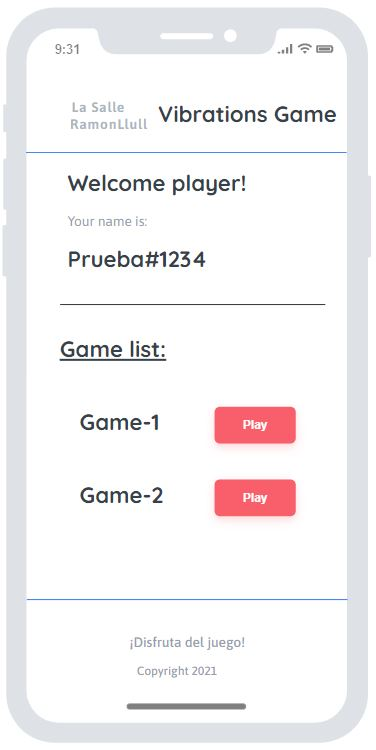 9:31
La Salle
RamonLlull
Vibrations Game
Welcome player!
Your name is:
Prueba#1234
Game list:
Game-1
Play
Game-2
Play
¡Disfruta del juego!
Copyright 2021